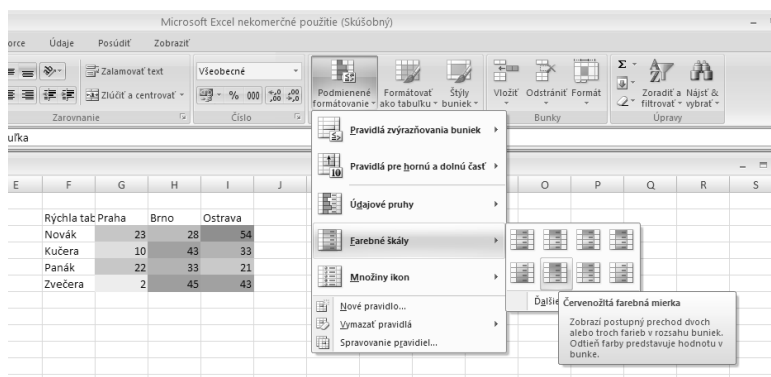 Microsoft Excel nekomerčné použitie (Skúšobný)
orce Údaje Posúdiť Zobraziť
Zalamovať text
Všeobecné
Zlúčiť a centrovať
% 000
Podmienené formátovanie
Formátovať ako tabuľku
Štýly buniek
Vložiť Odstrániť Formát
Σ
Zoradiť a filtrovať
Nájsť & vybrať
Zarovnanie Číslo Bunky Úpravy
uľka
E F G H I J O P Q R S
Rýchla tab Praha Brno Ostrava
Novák 23 28 54
Kučera 10 43 33
Panák 22 33 21
Zvečera 2 45 43
Pravidlá zvýrazňovania buniek
Pravidlá pre hornú a dolnú časť
Údajové pruhy
Farebné škály
Množiny ikon
Nové pravidlo...
Vymazať pravidlá
Spravovanie pravidiel...
Ďalšie
Červenožltá farebná mierka
Zobrazí postupný prechod dvoch
alebo troch farieb v rozsahu buniek.
Odtieň farby predstavuje hodnotu v
bunke.